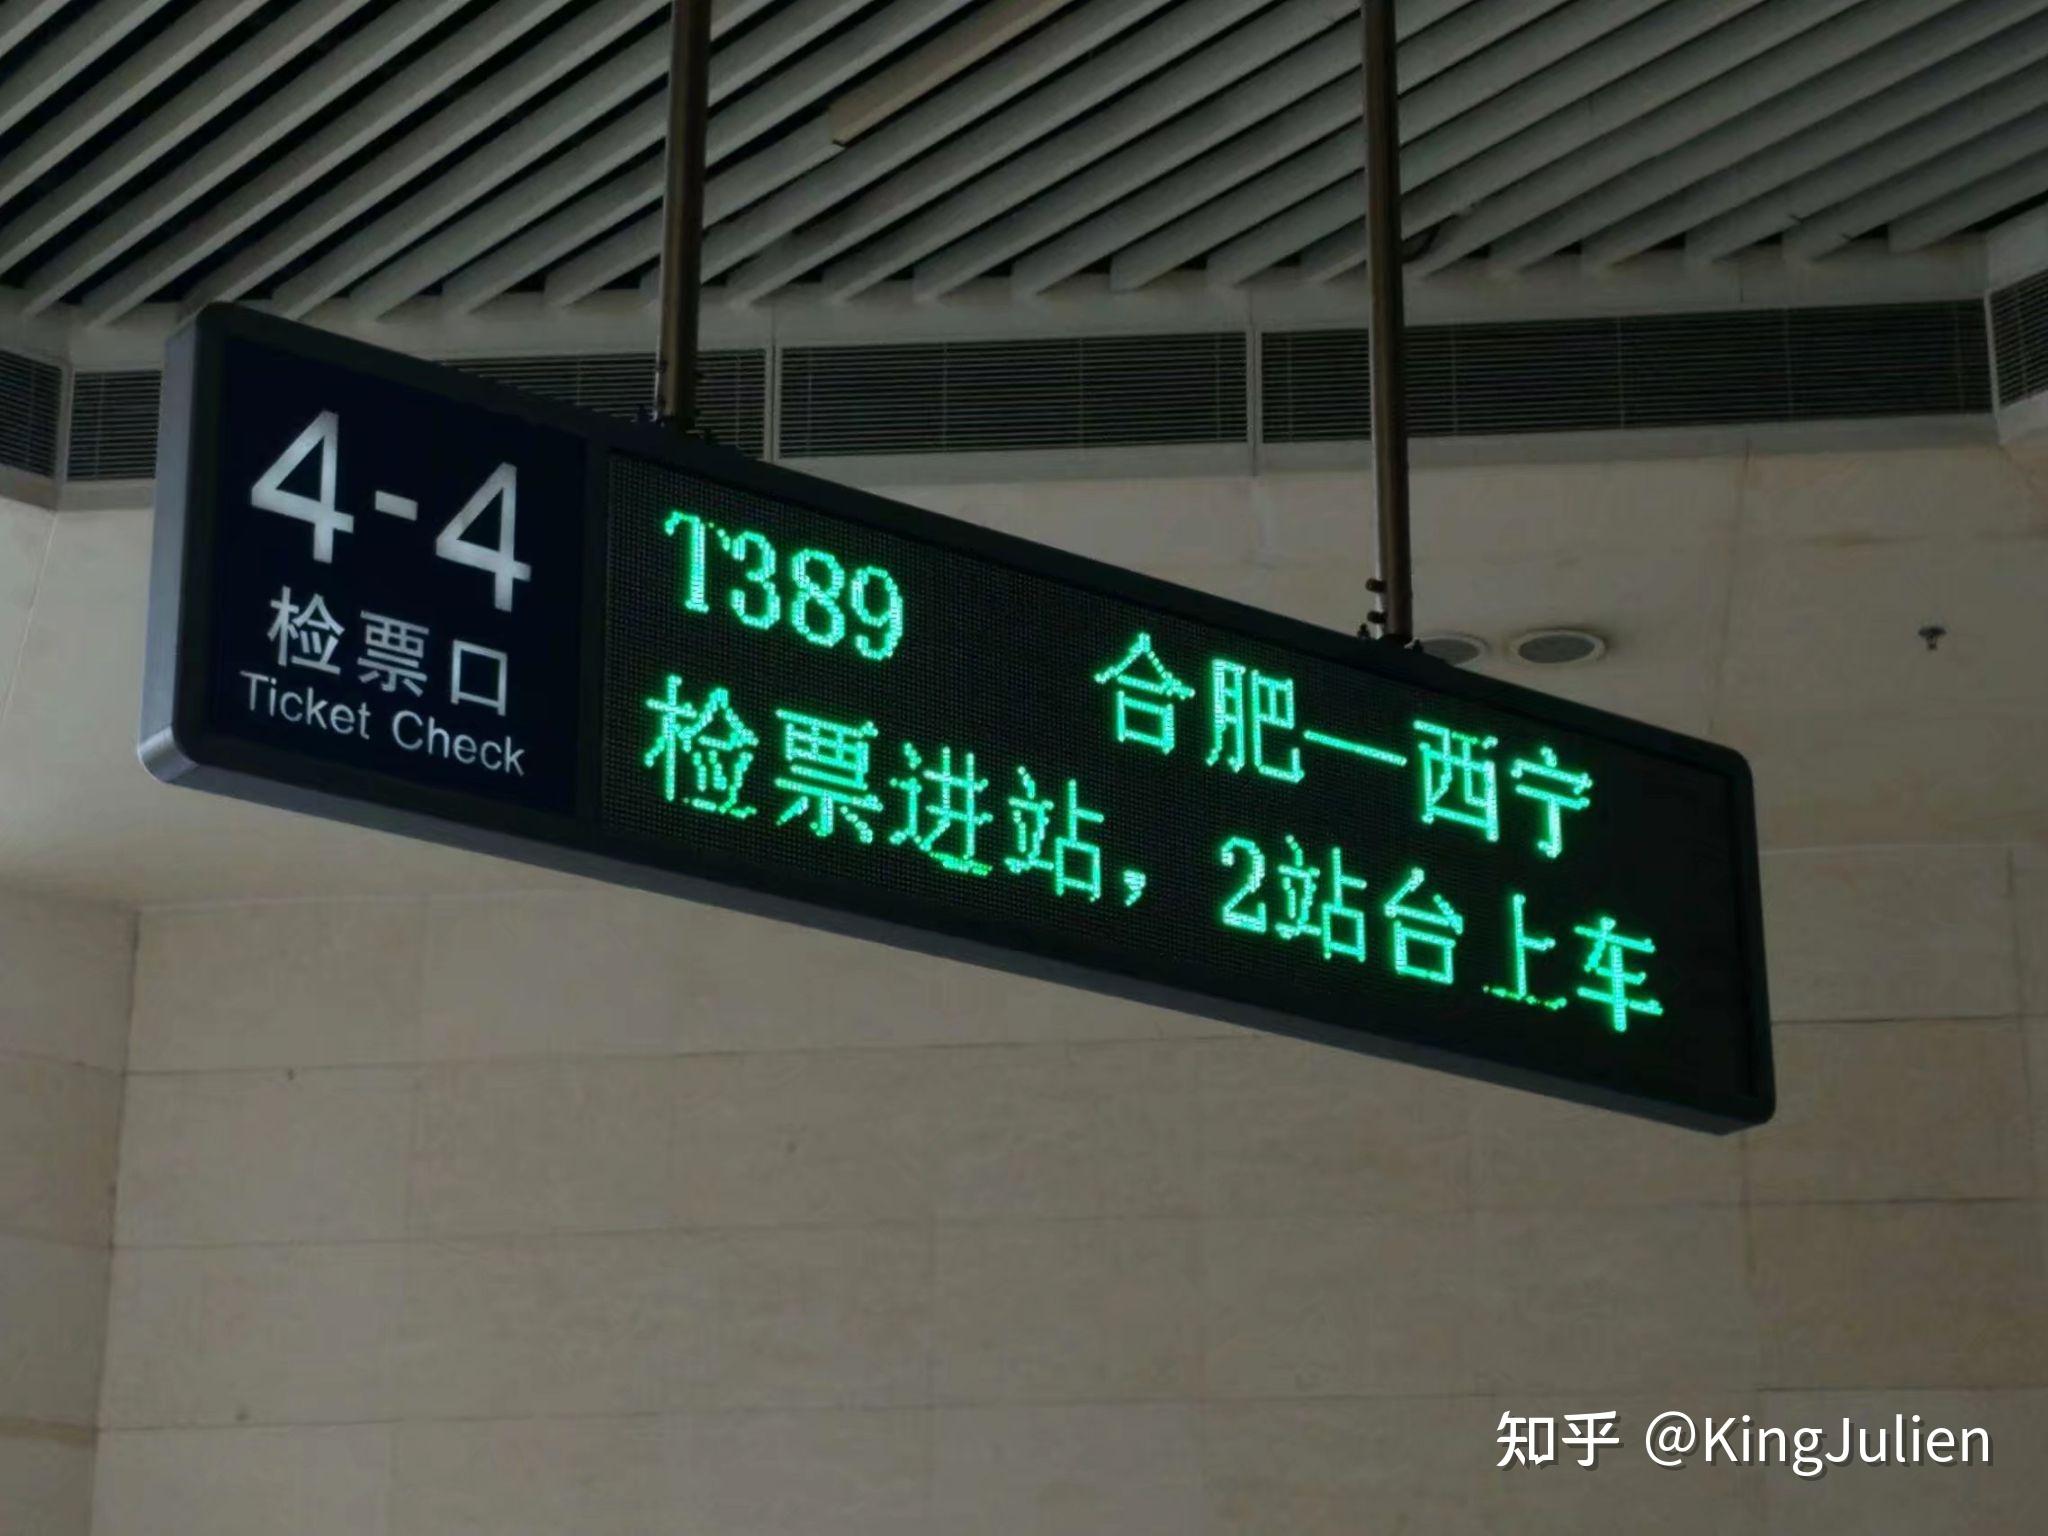 4-4
检票口
Ticket Check
T389 合肥—西宁
检票进站，2站台上车
知乎 @KingJulien